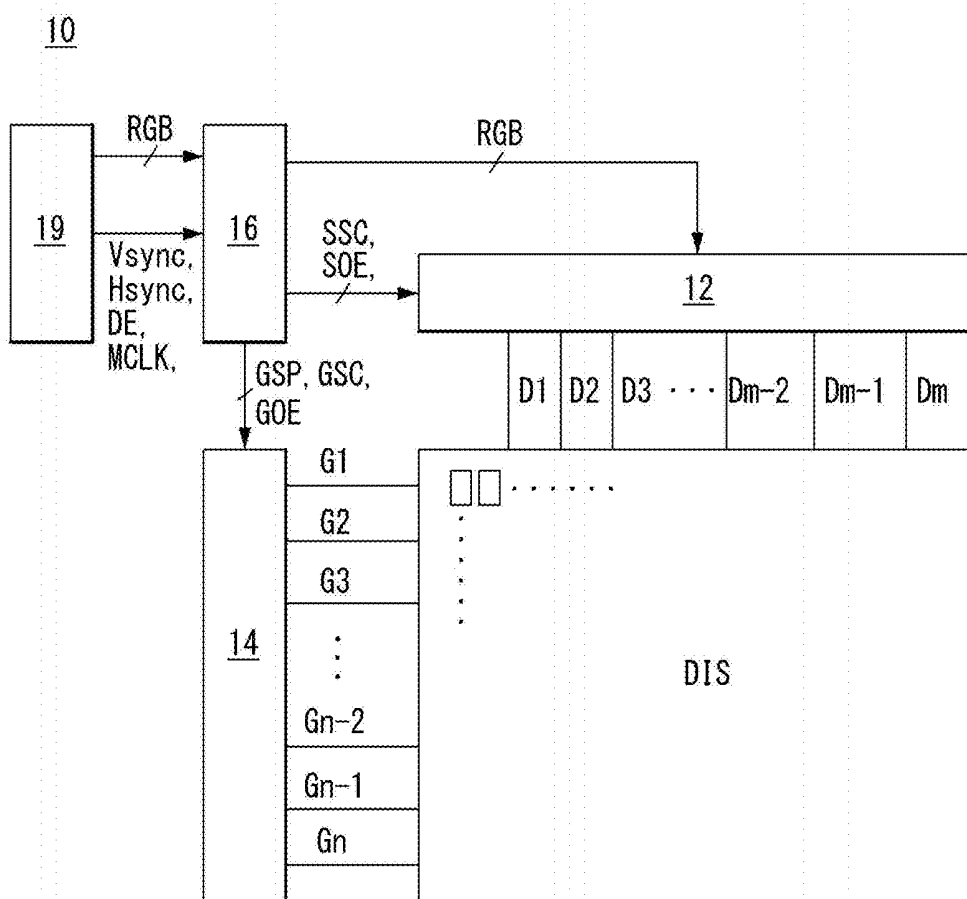 10
RGB
RGB
19
16
SSC,
SOE,
Vsync,
Hsync,
DE,
MCLK,
12
GSP, GSC,
GOE
D1 D2 D3 ··· Dm-2 Dm-1 Dm
G1
G2
G3
14
DIS
Gn-2
Gn-1
Gn